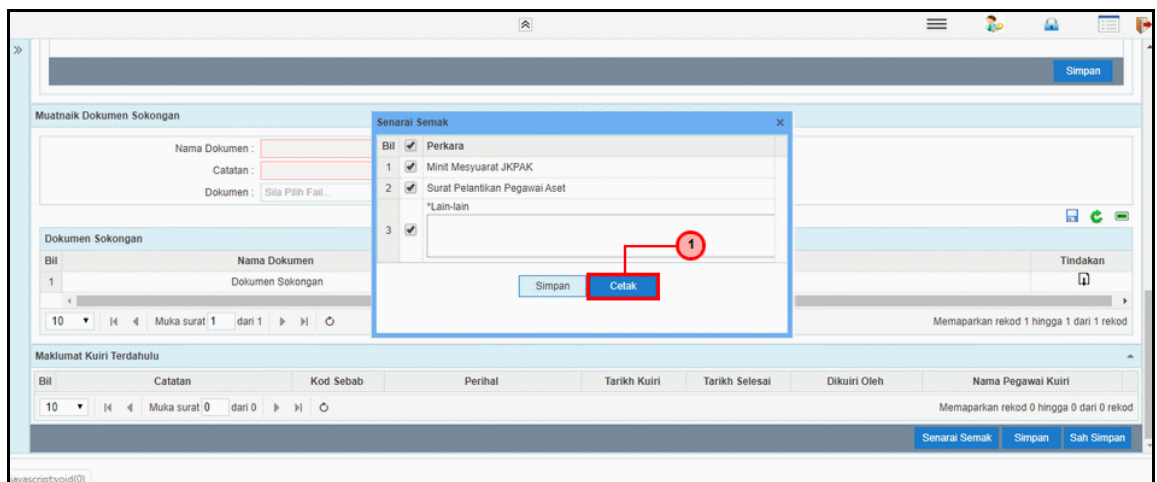 Simpan
Muatnaik Dokumen Sokongan
Nama Dokumen :
Catatan :
Dokumen : Sila Pilih Fail...
Senarai Semak
Bil Perkara
1 Minit Mesyuarat JKPAK
2 Surat Pelantikan Pegawai Aset
*Lain-lain
3
1
Simpan Cetak
Dokumen Sokongan
Bil Nama Dokumen Tindakan
1 Dokumen Sokongan
10 Muka surat 1 dari 1 Memaparkan rekod 1 hingga 1 dari 1 rekod
Maklumat Kuiri Terdahulu
Bil Catatan Kod Sebab Perihal Tarikh Kuiri Tarikh Selesai Dikuiri Oleh Nama Pegawai Kuiri
10 Muka surat 0 dari 0 Memaparkan rekod 0 hingga 0 dari 0 rekod
Senarai Semak Simpan Sah Simpan
avascript:void(0)